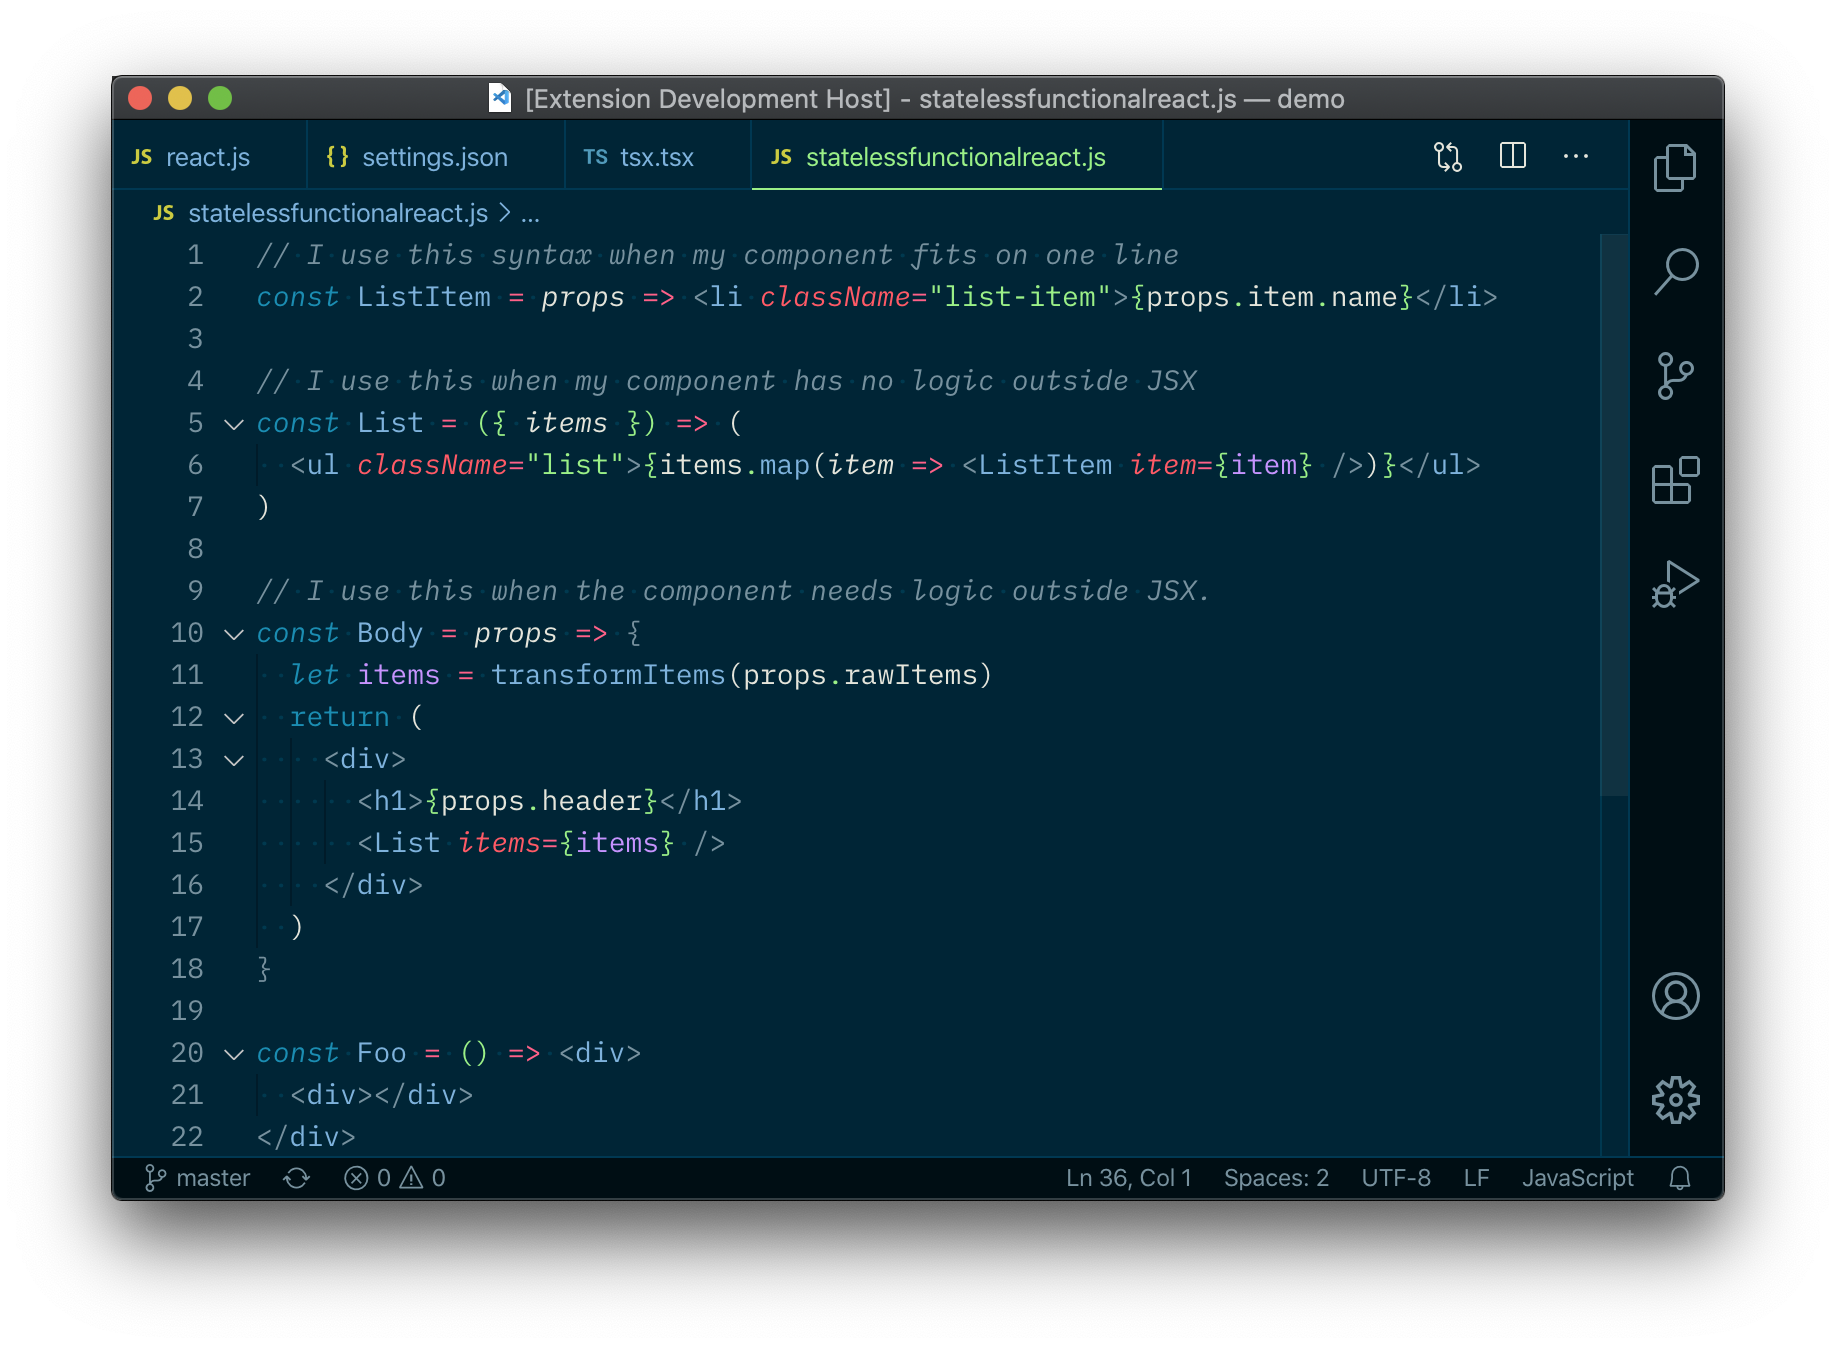 [Extension Development Host] - statelessfunctionalreact.js — demo
JS react.js {} settings.json TS tsx.tsx JS statelessfunctionalreact.js ...
JS statelessfunctionalreact.js > ...
1 // I use this syntax when my component fits on one line
2 const ListItem = props => <li className="list-item">{props.item.name}</li>
3
4 // I use this when my component has no logic outside JSX
5 const List = ({ items }) => (
6   <ul className="list">{items.map(item => <ListItem item={item} />)}</ul>
7 )
8
9 // I use this when the component needs logic outside JSX.
10 const Body = props => {
11   let items = transformItems(props.rawItems)
12   return (
13     <div>
14       <h1>{props.header}</h1>
15       <List items={items} />
16     </div>
17   )
18 }
19
20 const Foo = () => <div>
21   <div></div>
22 </div>
master 0 0 Ln 36, Col 1 Spaces: 2 UTF-8 LF JavaScript